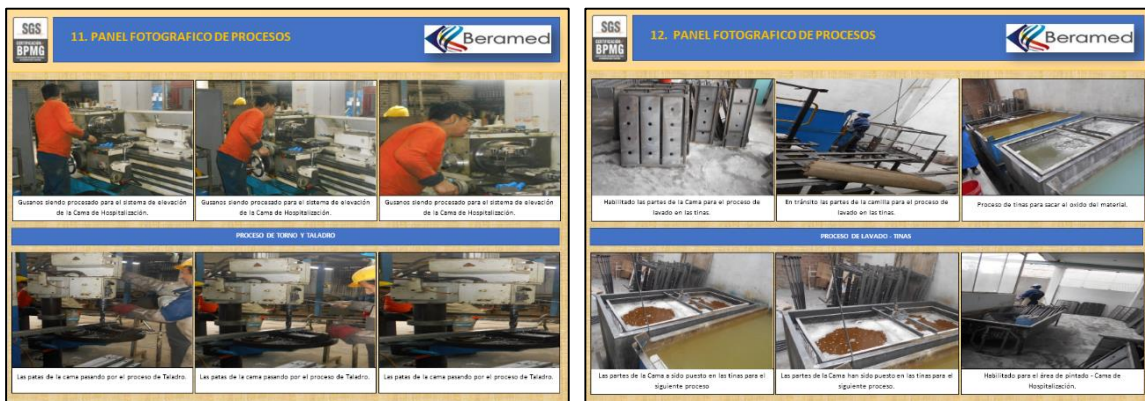 SGS
CERTIFICACIÓN
BPMG
11. PANEL FOTOGRAFICO DE PROCESOS
Beramed
Gusanos siendo procesado para el sistema de elevación
de la Cama de Hospitalización.
Gusanos siendo procesado para el sistema de elevación
de la Cama de Hospitalización.
Gusanos siendo procesado para el sistema de elevación
de la Cama de Hospitalización.
PROCESO DE TORNO Y TALADRO
Las patas de la cama pasando por el proceso de Taladro.
Las patas de la cama pasando por el proceso de Taladro.
Las patas de la cama pasando por el proceso de Taladro.
SGS
CERTIFICACIÓN
BPMG
12. PANEL FOTOGRAFICO DE PROCESOS
Beramed
Habilitado las partes de la Cama para el proceso de
lavado en las tinas.
En tránsito las partes de la camilla para el proceso de
lavado en las tinas.
Proceso de tinas para sacar el oxido del material.
PROCESO DE LAVADO - TINAS
Las partes de la Cama a sido puesto en las tinas para el
siguiente proceso
Las partes de la Cama han sido puesto en las tinas para el
siguiente proceso.
Habilitado para el área de pintado - Cama de
Hospitalización.